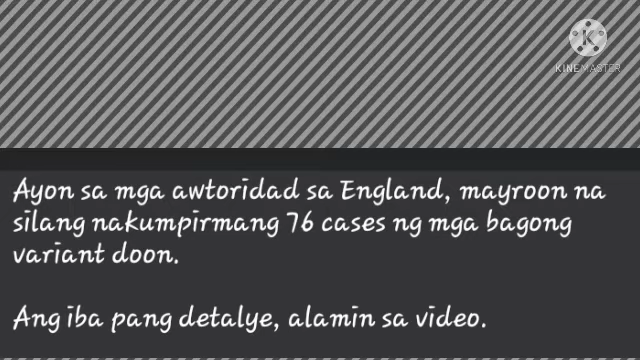 KINEMASTER
Ayon sa mga awtoridad sa England, mayroon na
silang nakumpirmang 76 cases ng mga bagong
variant doon.
Ang iba pang detalye, alamin sa video.